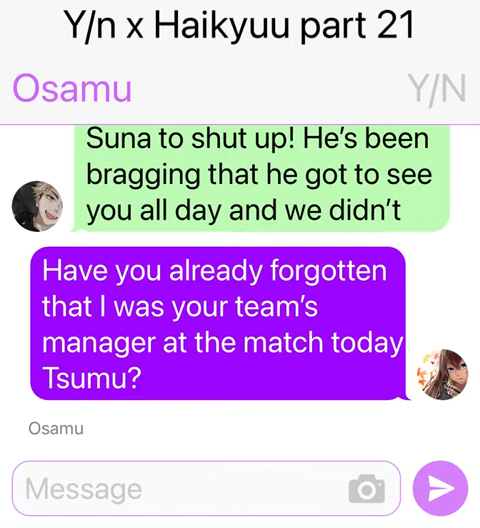 Y/n x Haikyuu part 21
Osamu
Y/N
Suna to shut up! He’s been
bragging that he got to see
you all day and we didn’t
Have you already forgotten
that I was your team’s
manager at the match today
Tsumu?
Osamu
Message